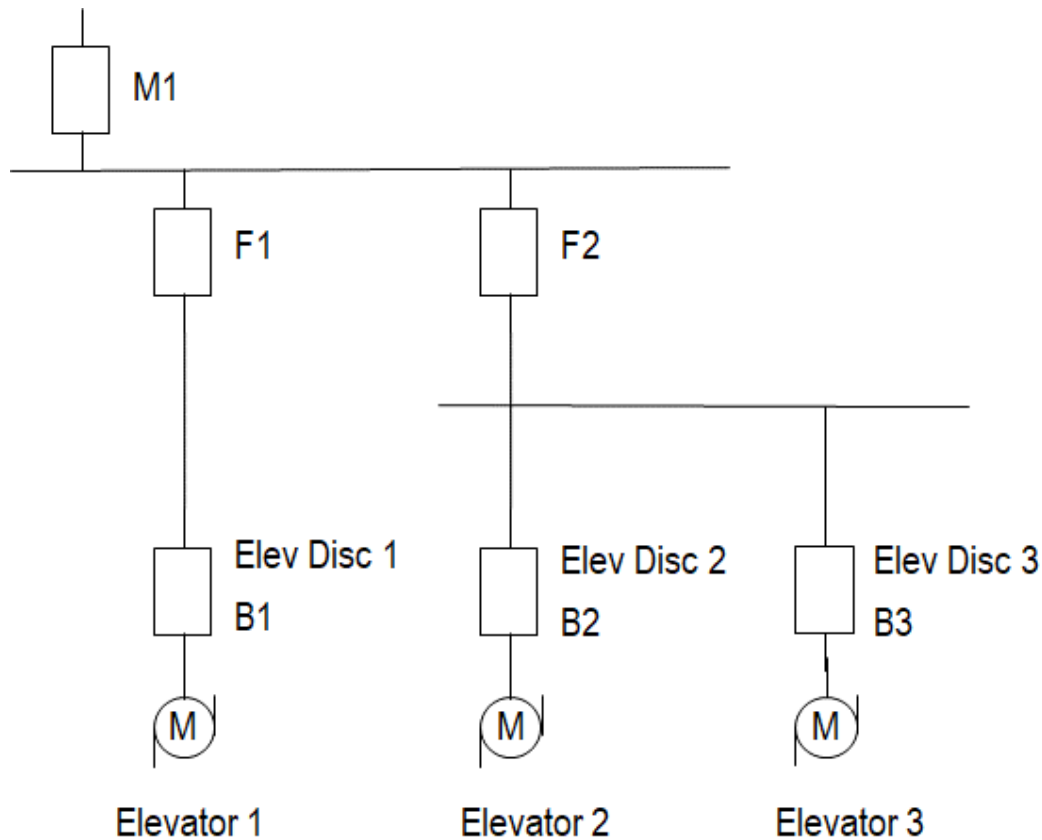 M1
F1
F2
Elev Disc 1
B1
Elev Disc 2
B2
Elev Disc 3
B3
M
M
M
Elevator 1
Elevator 2
Elevator 3